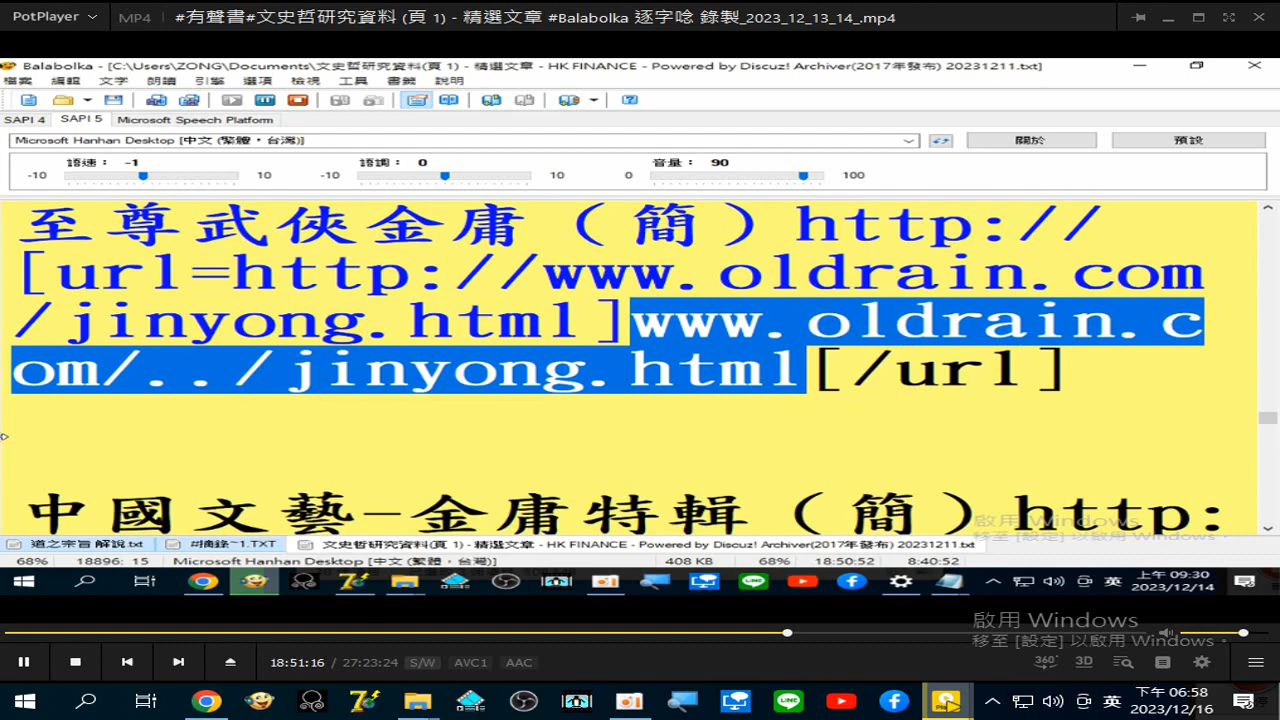 PotPlayer MP4 #有聲書#文史哲研究資料 (頁 1) - 精選文章 #Balabolka 逐字唸 錄製_2023_12_13_14_.mp4
Balabolka - [C:\Users\ZONG\Documents\文史哲研究資料(頁 1) - 精選文章 - HK FINANCE - Powered by Discuz! Archiver(2017年發布) 20231211.txt]
檔案 編輯 文字 朗讀 引擎 選項 檢視 工具 書籤 說明
SAPI 4 SAPI 5 Microsoft Speech Platform
Microsoft Hanhan Desktop [中文 (繁體，台灣)] 關於 預設
語速： -1 語調： 0 音量： 90
-10 10 -10 10 0 100
至尊武俠金庸（簡）http://
[url=http://www.oldrain.com
/jinyong.html]www.oldrain.c
om/../jinyong.html[/url]
中國文藝-金庸特輯（簡）http:
啟用 Windows
移至 [設定] 以啟用 Windows。
道之宗旨 解說.txt #摘錄~1.TXT 文史哲研究資料(頁 1) - 精選文章 - HK FINANCE - Powered by Discuz! Archiver(2017年發布) 20231211.txt
68% 18896: 15 Microsoft Hanhan Desktop [中文 (繁體，台灣)] 408 KB 68% 18:50:52 8:40:52
英 上午 09:30
2023/12/14
啟用 Windows
移至 [設定] 以啟用 Windows。
18:51:16 / 27:23:24 S/W AVC1 AAC 360° 3D
英 下午 06:58
2023/12/16